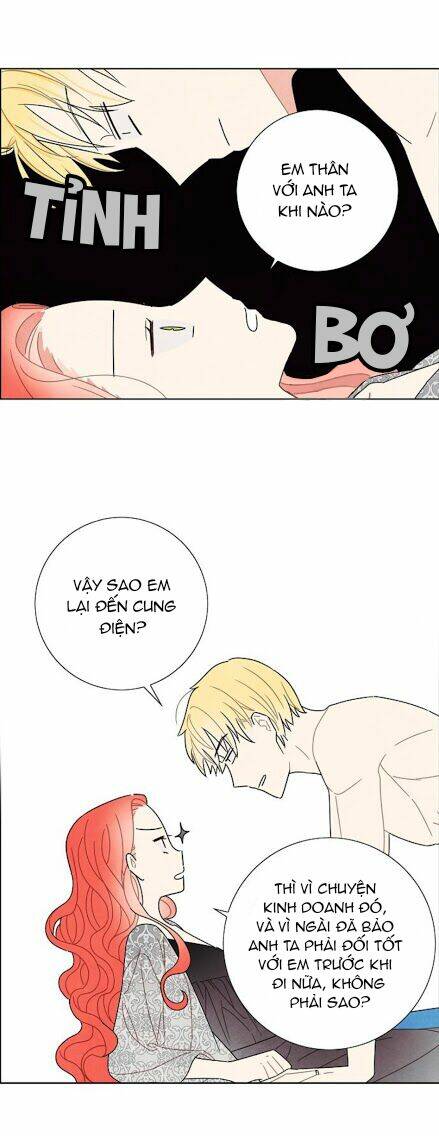 EM THÂN
VỚI ANH TA
KHI NÀO?
TỈNH
BƠ
VẬY SAO EM
LẠI ĐẾN CUNG
ĐIỆN?
THÌ VÌ CHUYỆN
KINH DOANH ĐÓ,
VÀ VÌ NGÀI ĐÃ BẢO
ANH TA PHẢI ĐỐI TỐT
VỚI EM TRƯỚC KHI
ĐI NỮA, KHÔNG
PHẢI SAO?